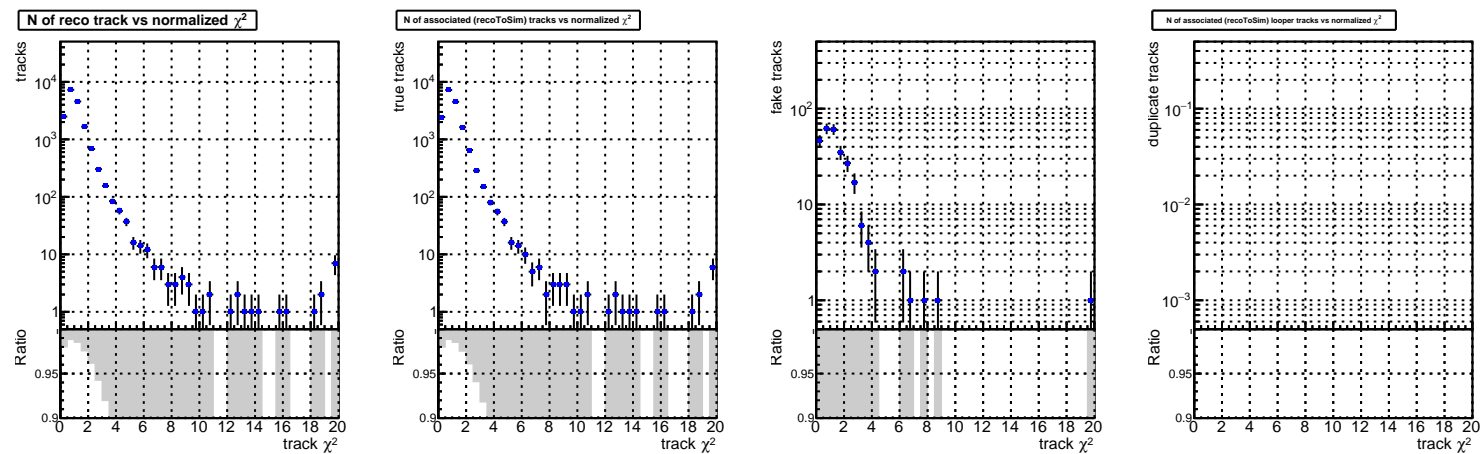 N of reco track vs normalized χ²
tracks
10⁴
10³
10²
10
1
Ratio
0.95
0.9
0 2 4 6 8 10 12 14 16 18 20
track χ²
N of associated (recoToSim) tracks vs normalized χ²
true tracks
10⁴
10³
10²
10
1
Ratio
0.95
0.9
0 2 4 6 8 10 12 14 16 18 20
track χ²
fake tracks
10²
10
1
Ratio
0.95
0.9
0 2 4 6 8 10 12 14 16 18 20
track χ²
N of associated (recoToSim) looper tracks vs normalized χ²
duplicate tracks
10⁻¹
10⁻²
10⁻³
Ratio
0.95
0.9
0 2 4 6 8 10 12 14 16 18 20
track χ²